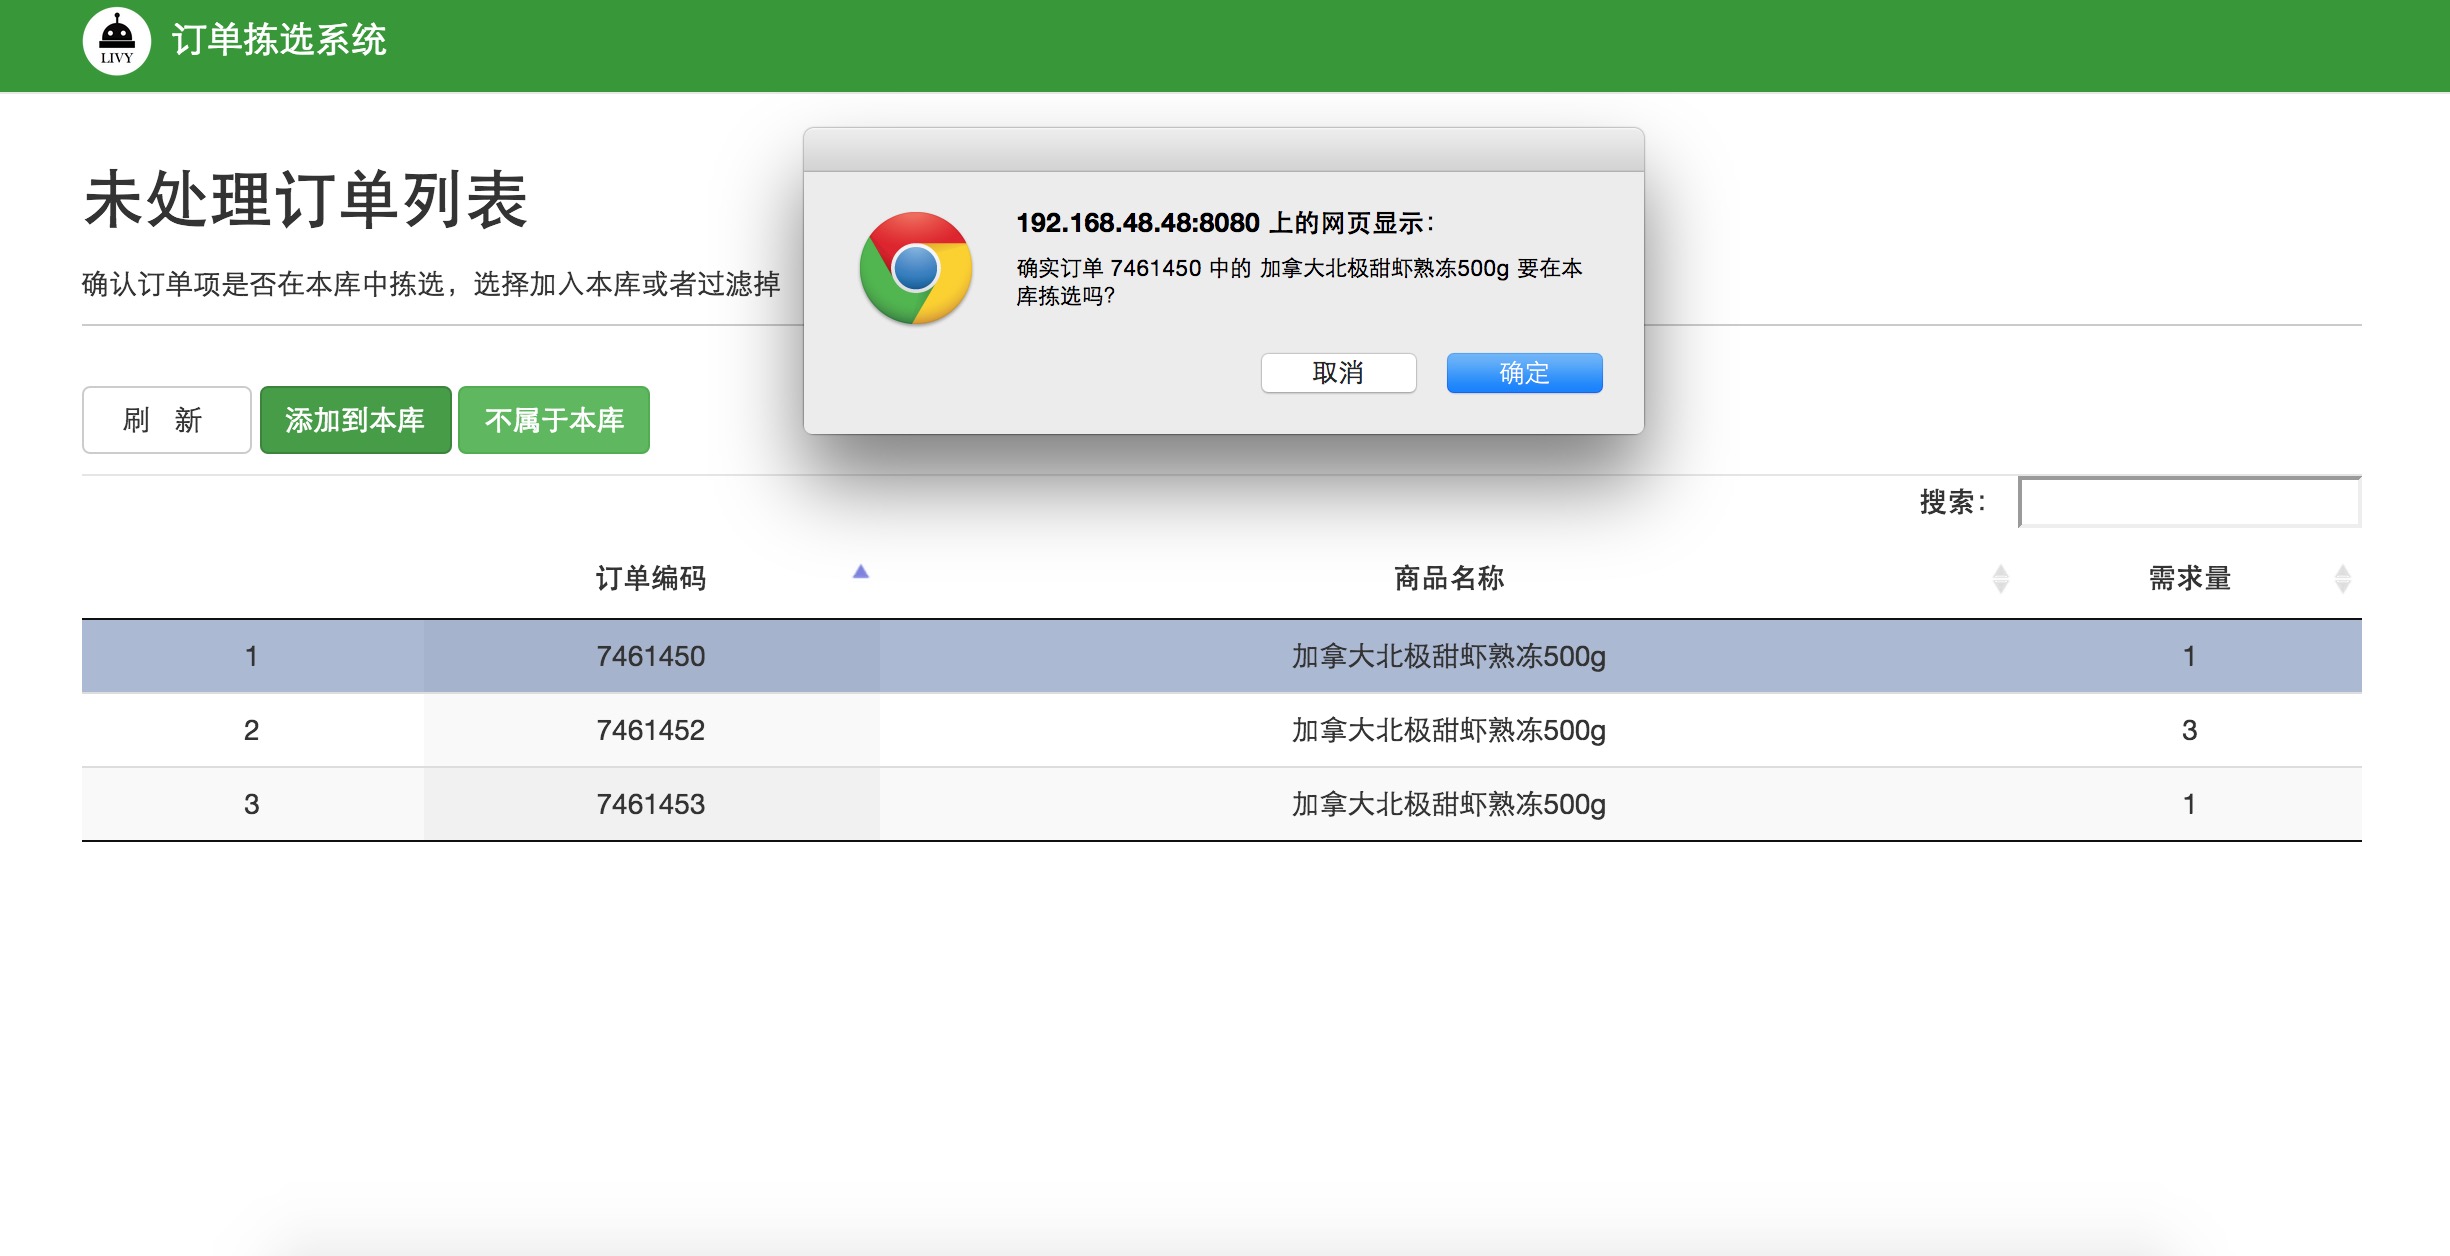 LIVY
订单拣选系统
192.168.48.48:8080 上的网页显示：
确实订单 7461450 中的 加拿大北极甜虾熟冻500g 要在本
库拣选吗？
取消 确定
未处理订单列表
确认订单项是否在本库中拣选，选择加入本库或者过滤掉
刷 新 添加到本库 不属于本库
搜索：
订单编码 商品名称 需求量
1 7461450 加拿大北极甜虾熟冻500g 1
2 7461452 加拿大北极甜虾熟冻500g 3
3 7461453 加拿大北极甜虾熟冻500g 1